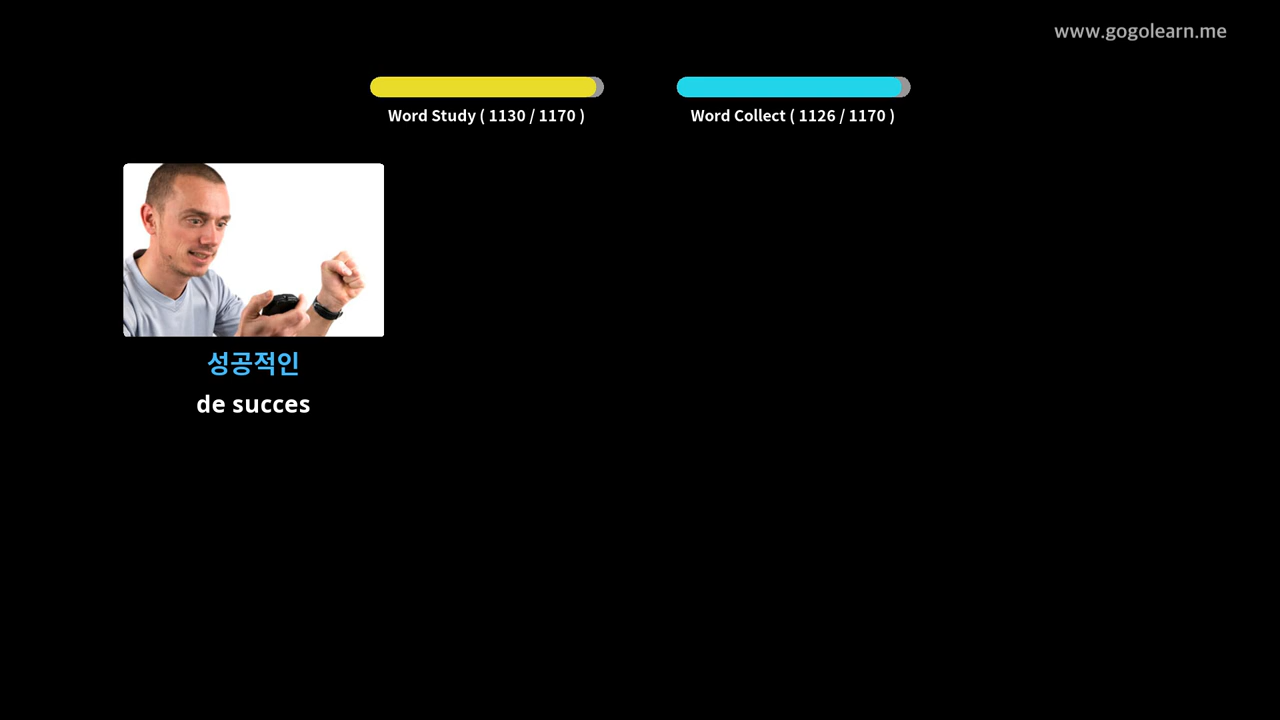 www.gogolearn.me
Word Study ( 1130 / 1170 )
Word Collect ( 1126 / 1170 )
성공적인
de succes